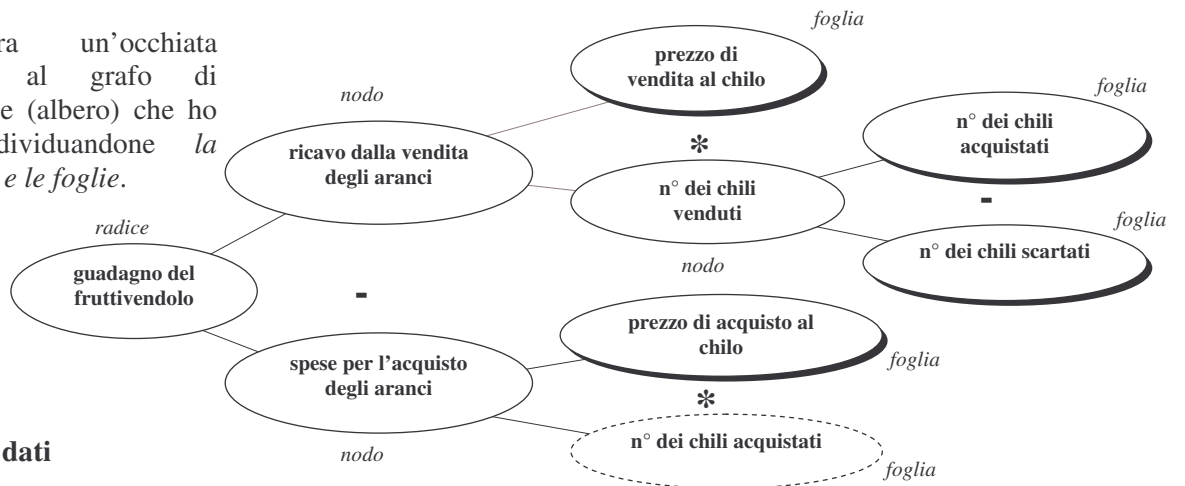 ra un'occhiata
al grafo di
e (albero) che ho
dividuandone la
e le foglie.
foglia
prezzo di
vendita al chilo
foglia
nodo
*
n° dei chili
acquistati
ricavo dalla vendita
degli aranci
n° dei chili
venduti
-
foglia
radice
n° dei chili scartati
nodo
guadagno del
fruttivendolo
-
prezzo di acquisto al
chilo
foglia
spese per l'acquisto
degli aranci
*
n° dei chili acquistati
dati
nodo
foglia